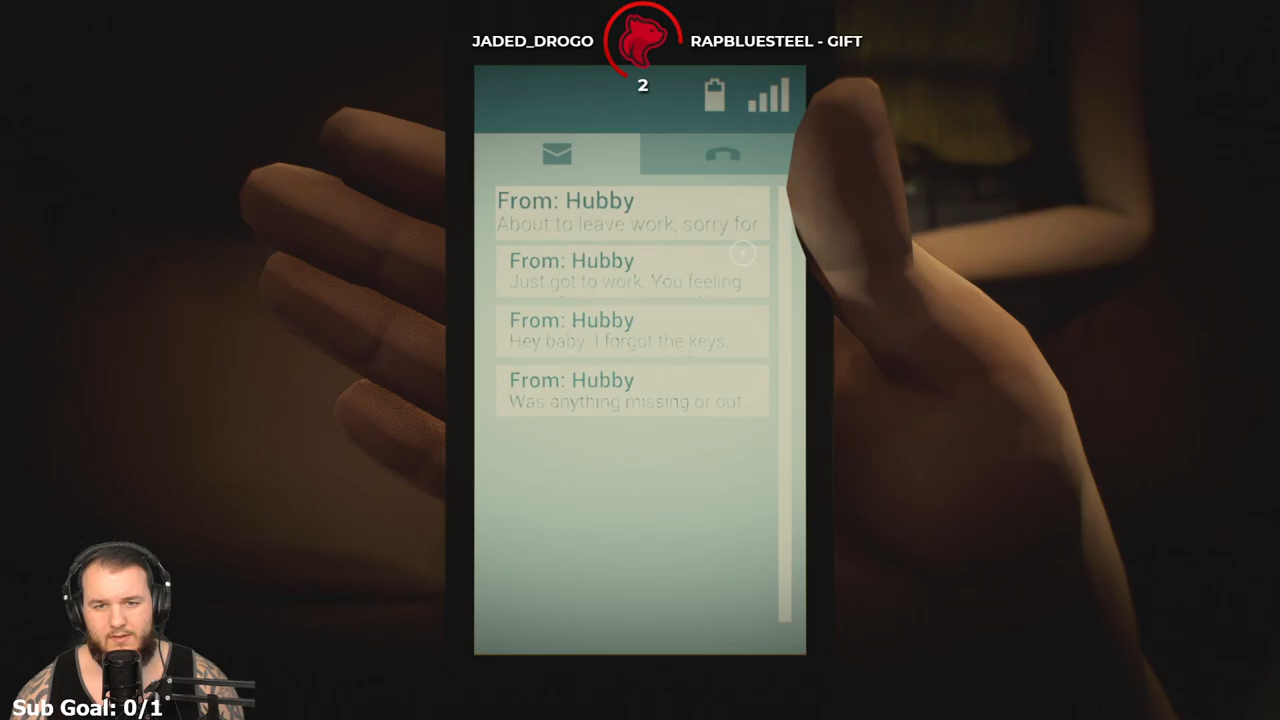 JADED_DROGO
RAPBLUESTEEL - GIFT
2
From: Hubby
About to leave work, sorry for
From: Hubby
Just got to work. You feeling
From: Hubby
Hey baby. I forgot the keys,
From: Hubby
Was anything missing or out
Sub Goal: 0/1